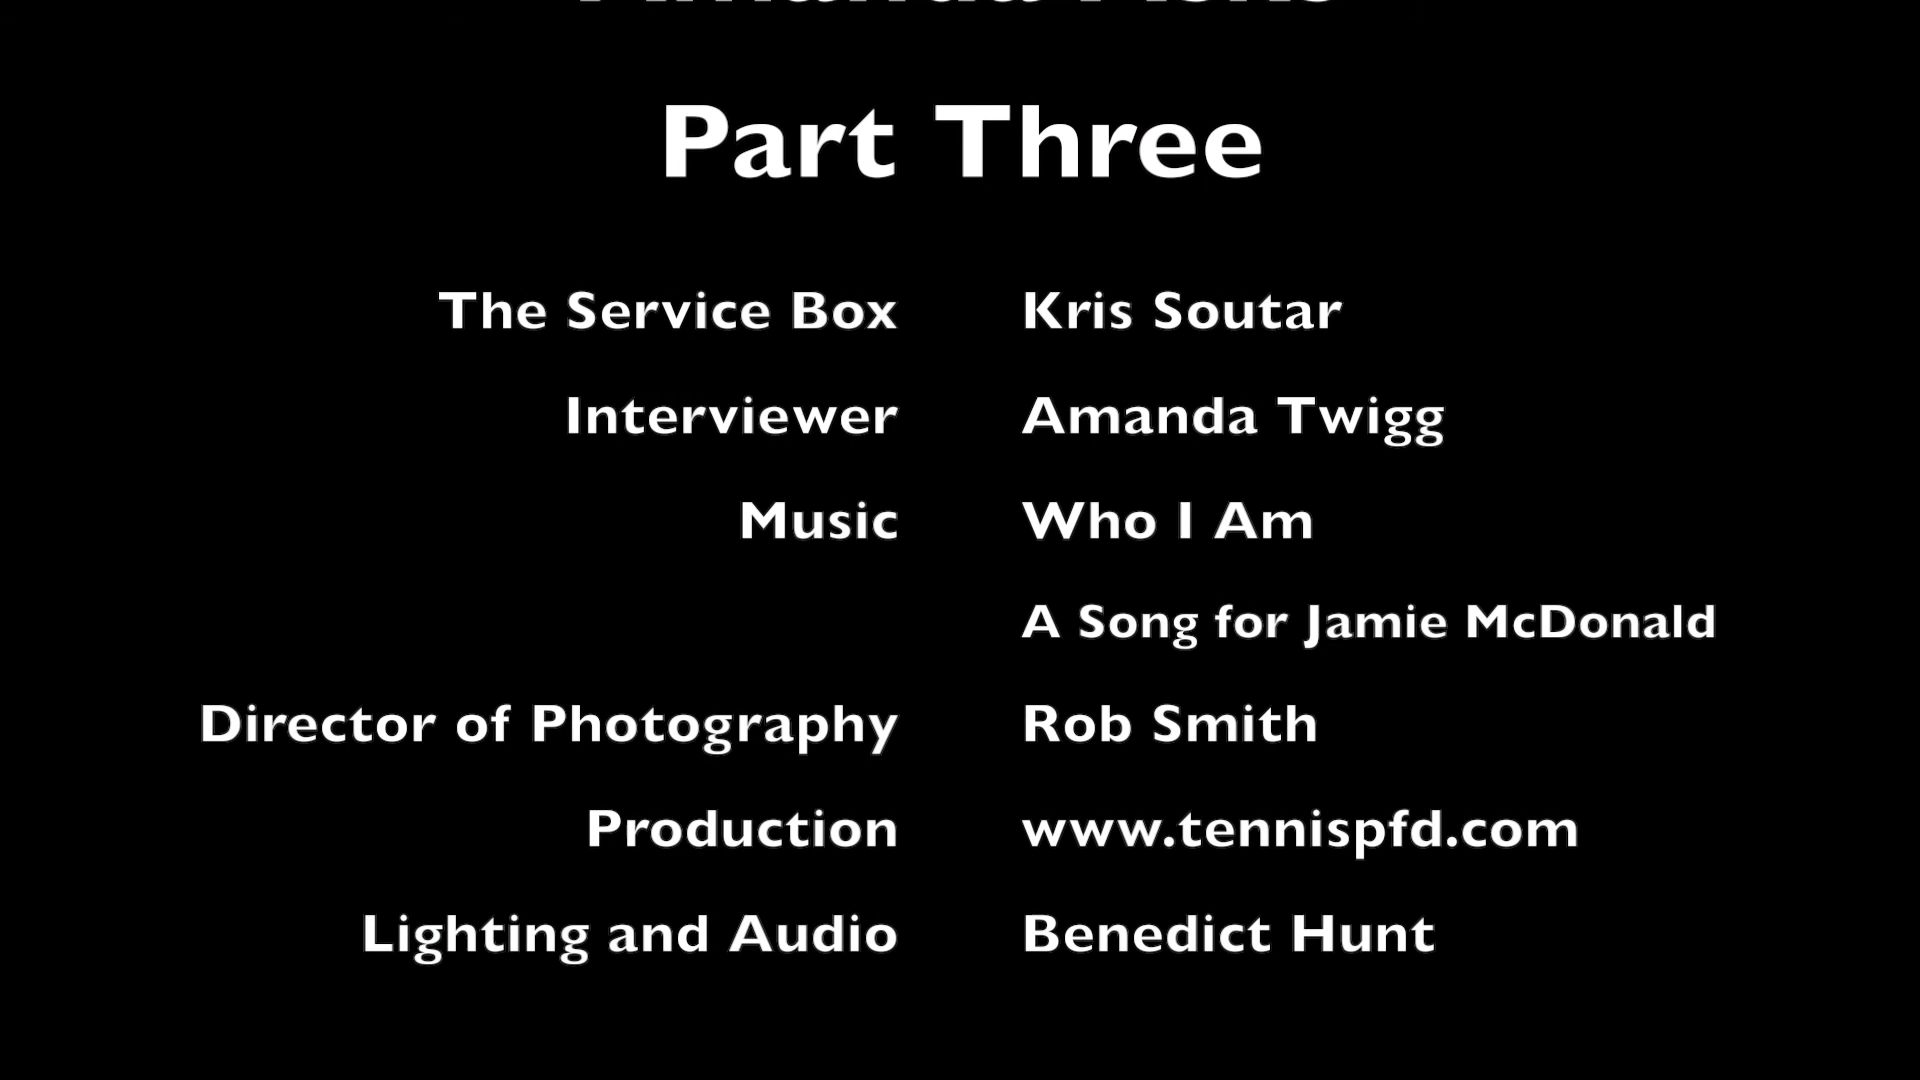 Part Three
The Service Box Kris Soutar
Interviewer Amanda Twigg
Music Who I Am
A Song for Jamie McDonald
Director of Photography Rob Smith
Production www.tennispfd.com
Lighting and Audio Benedict Hunt